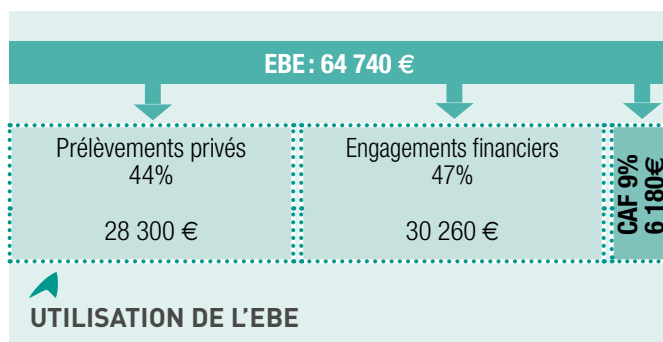 EBE : 64 740 €
Prélèvements privés
44%
28 300 €
Engagements financiers
47%
30 260 €
CAF 9%
6 180€
UTILISATION DE L'EBE